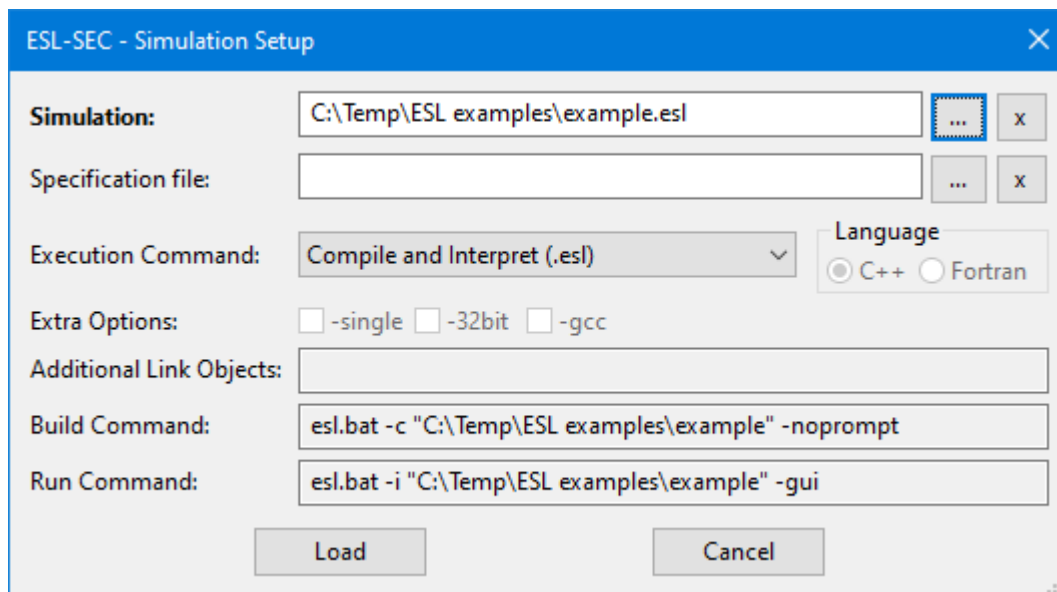 ESL-SEC - Simulation Setup
Simulation: C:\Temp\ESL examples\example.esl ... x
Specification file: ... x
Language
Execution Command: Compile and Interpret (.esl) C++ Fortran
Extra Options: -single -32bit -gcc
Additional Link Objects:
Build Command: esl.bat -c "C:\Temp\ESL examples\example" -noprompt
Run Command: esl.bat -i "C:\Temp\ESL examples\example" -gui
Load Cancel